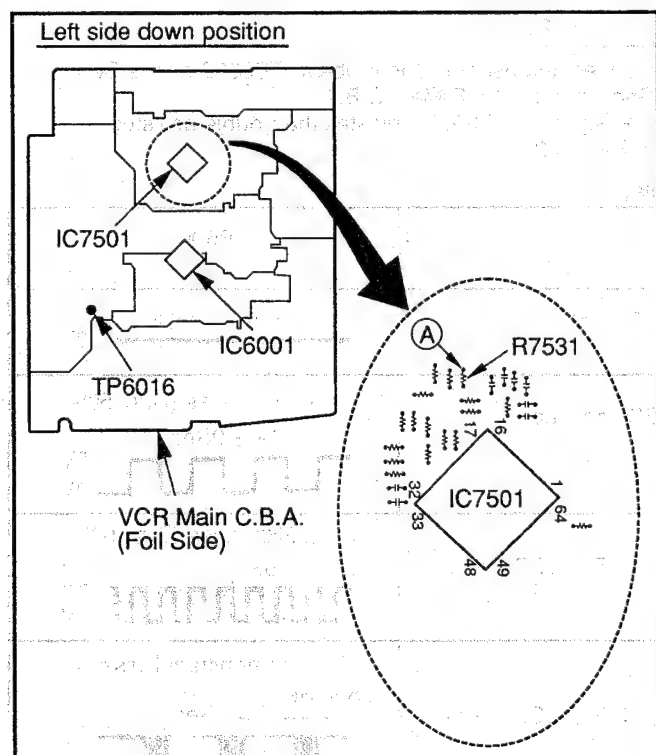 Left side down position
IC7501
IC6001
TP6016
VCR Main C.B.A.
(Foil Side)
A
R7531
17
16
32
33
IC7501
1
64
48
49